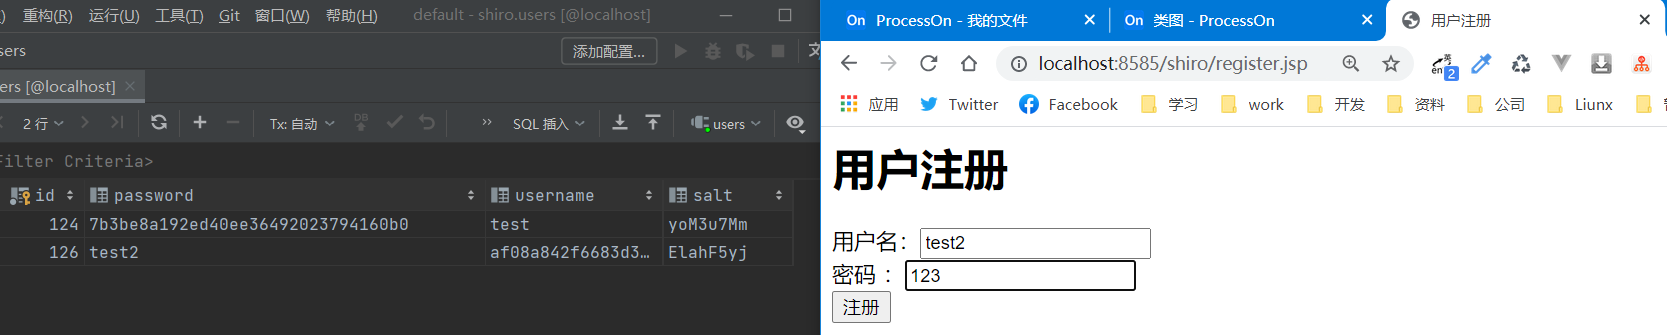 重构(R) 运行(U) 工具(T) Git 窗口(W) 帮助(H) default - shiro.users [@localhost]
sers
添加配置...
ers [@localhost]
2 行 Tx: 自动 DB SQL 插入 users
Filter Criteria>
id password username salt
124 7b3be8a192ed40ee36492023794160b0 test yoM3u7Mm
126 test2 af08a842f6683d3... ElahF5yj
On ProcessOn - 我的文件 On 类图 - ProcessOn 用户注册
localhost:8585/shiro/register.jsp 英 en 2
应用 Twitter Facebook 学习 work 开发 资料 公司 Liunx
用户注册
用户名： test2
密码 ： 123
注册